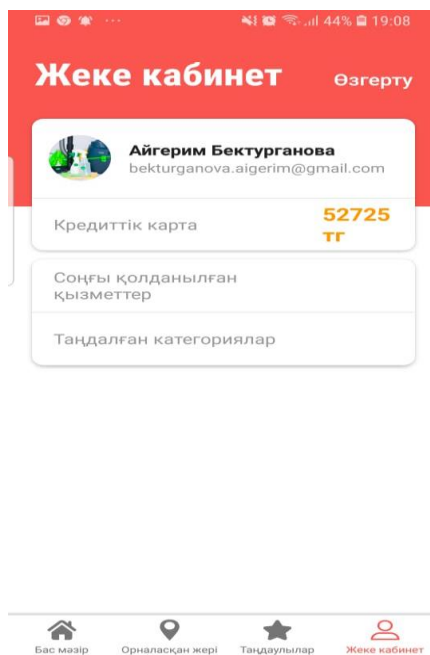 44% 19:08
Жеке кабинет Өзгерту
Айгерим Бектурганова
bekturganova.aigerim@gmail.com
Кредиттік карта 52725
тг
Соңғы қолданылған
қызметтер
Таңдалған категориялар
Бас мәзір Орналасқан жері Таңдаулылар Жеке кабинет